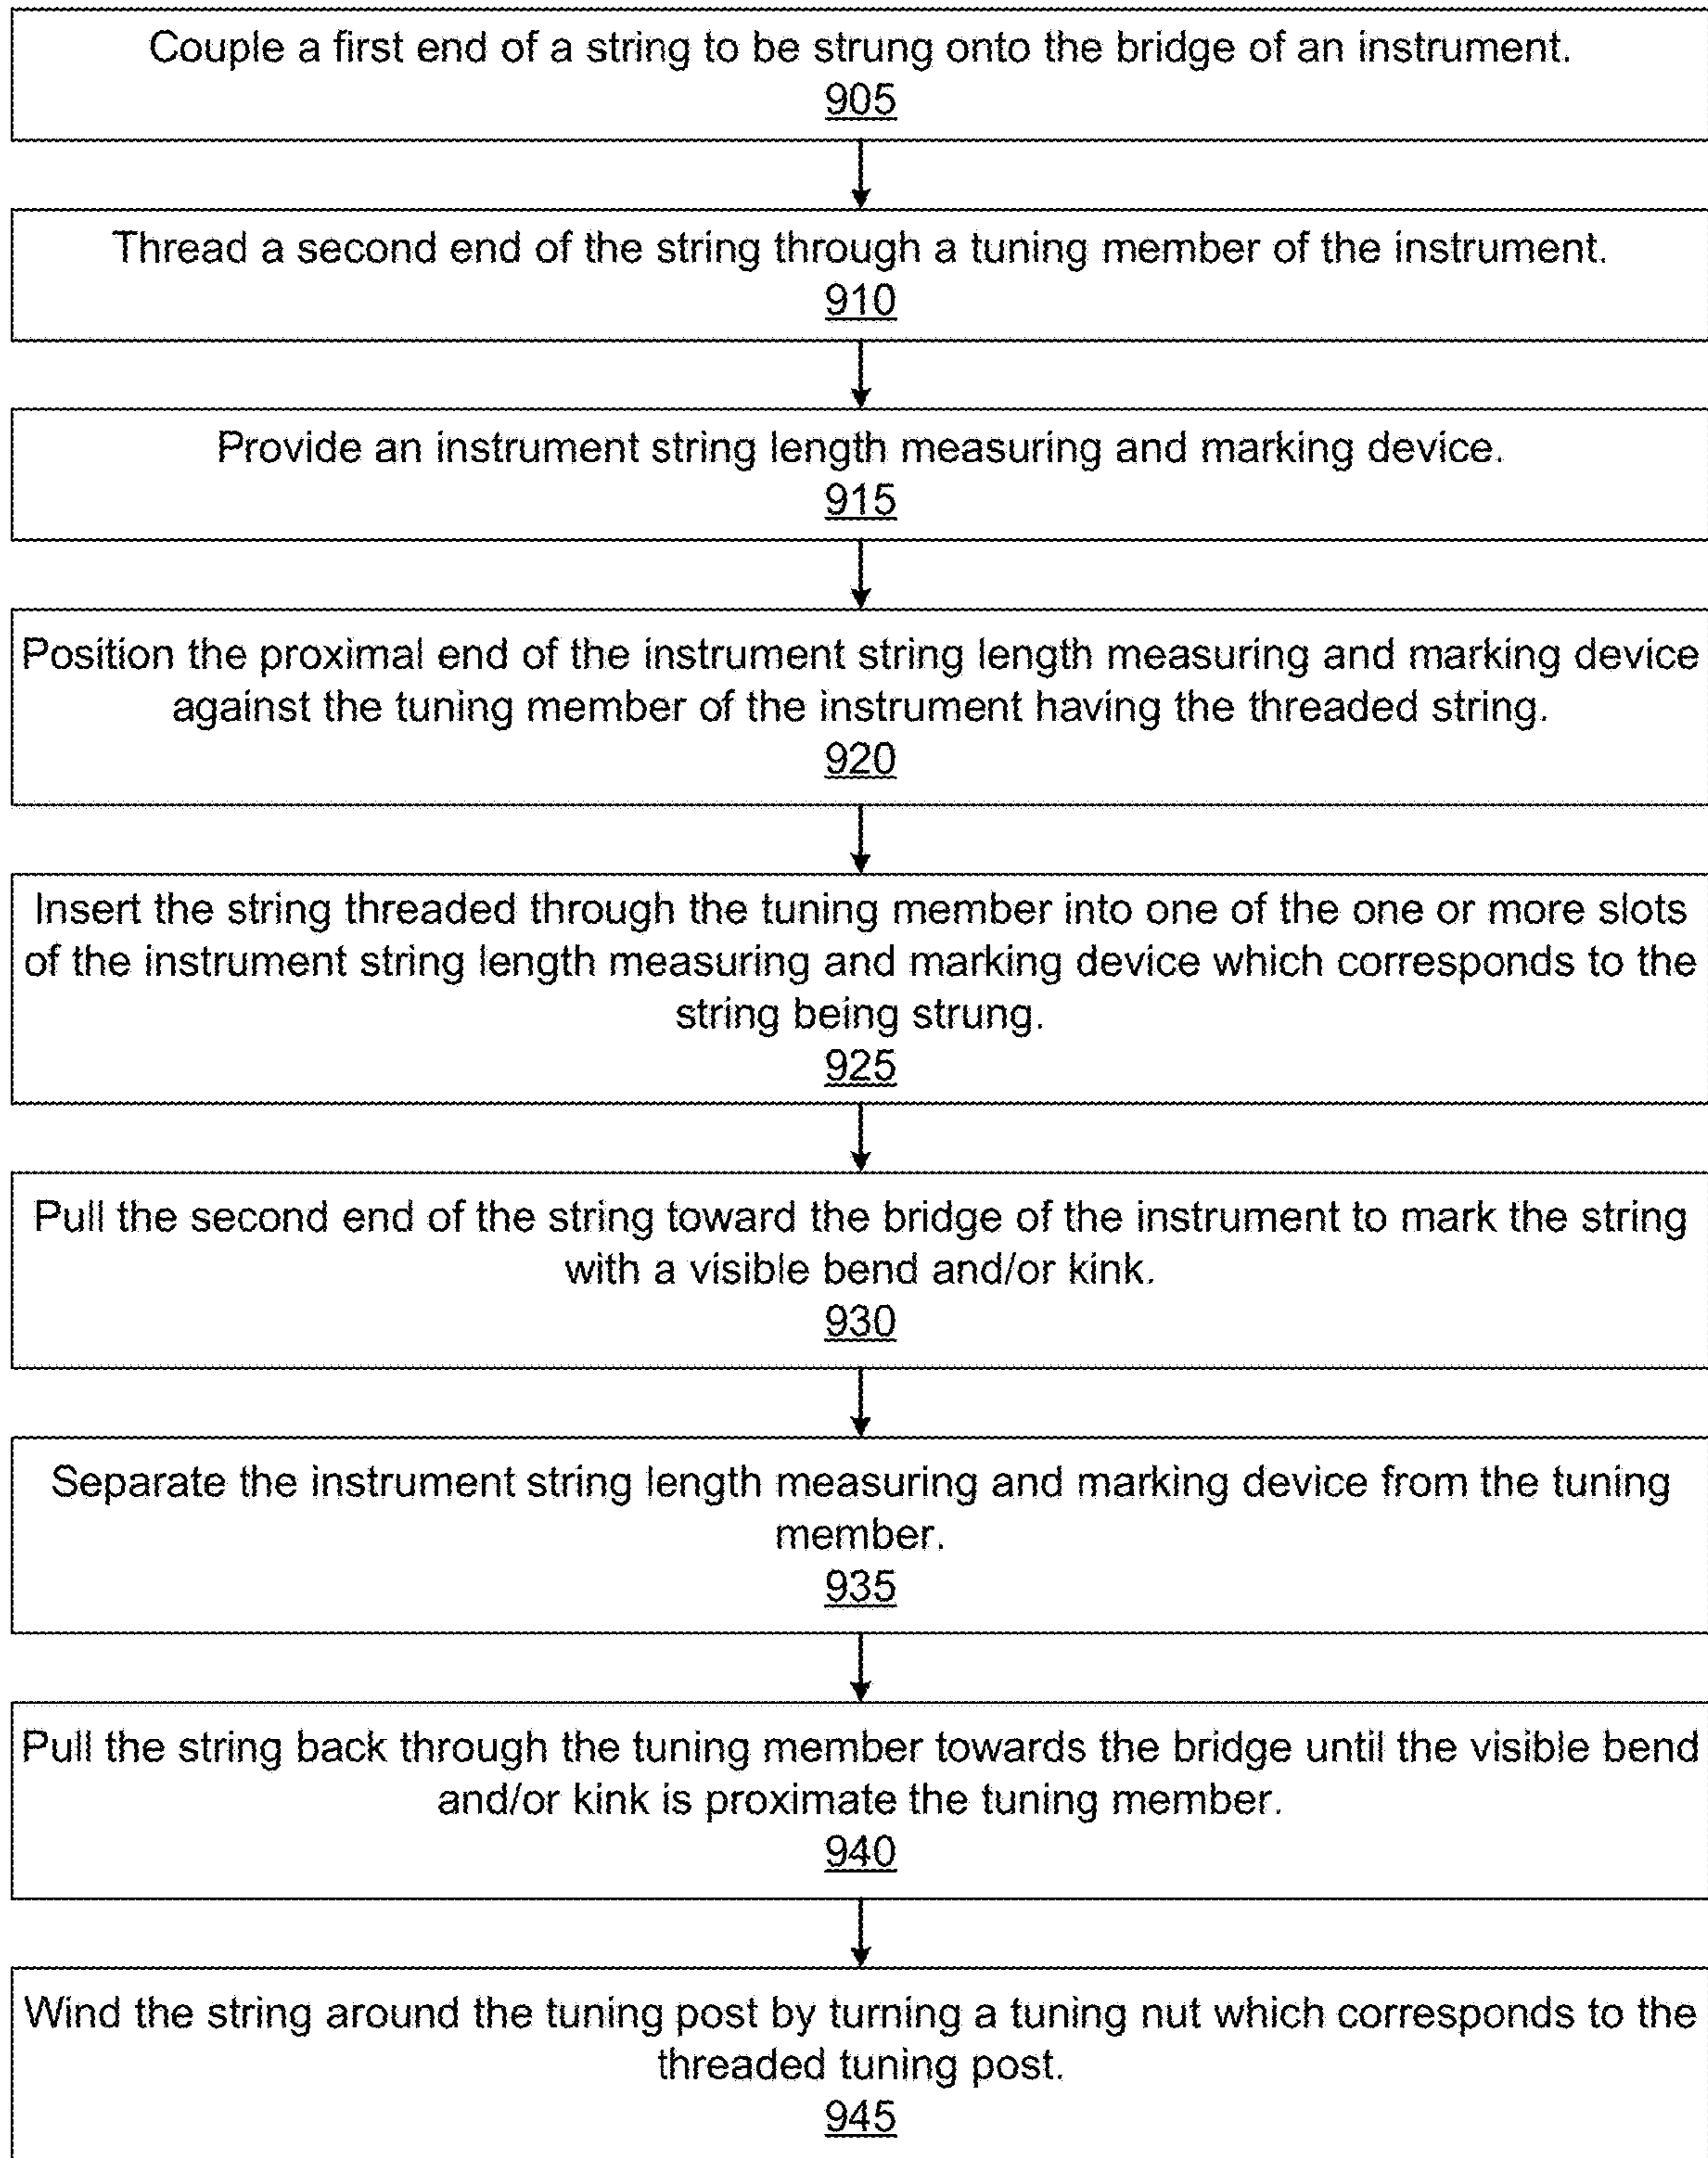 Couple a first end of a string to be strung onto the bridge of an instrument.
905
Thread a second end of the string through a tuning member of the instrument.
910
Provide an instrument string length measuring and marking device.
915
Position the proximal end of the instrument string length measuring and marking device
against the tuning member of the instrument having the threaded string.
920
Insert the string threaded through the tuning member into one of the one or more slots
of the instrument string length measuring and marking device which corresponds to the
string being strung.
925
Pull the second end of the string toward the bridge of the instrument to mark the string
with a visible bend and/or kink.
930
Separate the instrument string length measuring and marking device from the tuning
member.
935
Pull the string back through the tuning member towards the bridge until the visible bend
and/or kink is proximate the tuning member.
940
Wind the string around the tuning post by turning a tuning nut which corresponds to the
threaded tuning post.
945